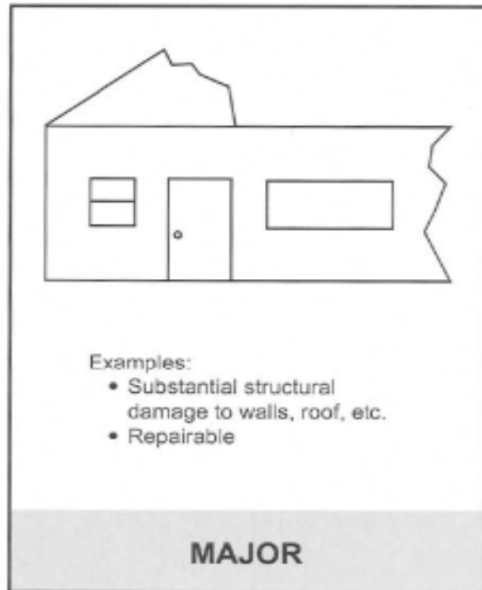 Examples:
• Substantial structural
damage to walls, roof, etc.
• Repairable
MAJOR